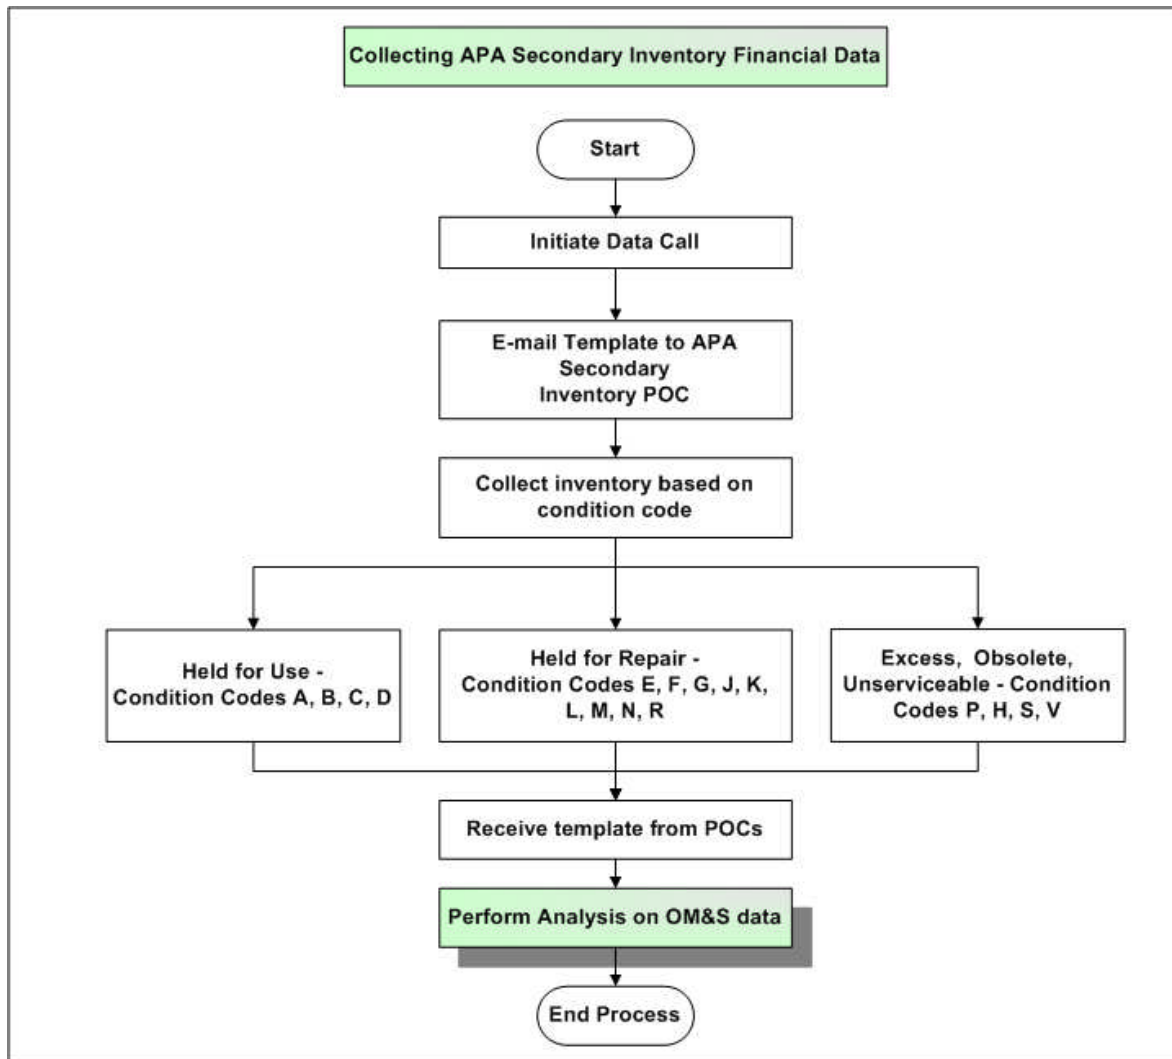 Collecting APA Secondary Inventory Financial Data
Start
Initiate Data Call
E-mail Template to APA
Secondary
Inventory POC
Collect inventory based on
condition code
Held for Use -
Condition Codes A, B, C, D
Held for Repair -
Condition Codes E, F, G, J, K,
L, M, N, R
Excess, Obsolete,
Unserviceable - Condition
Codes P, H, S, V
Receive template from POCs
Perform Analysis on OM&S data
End Process